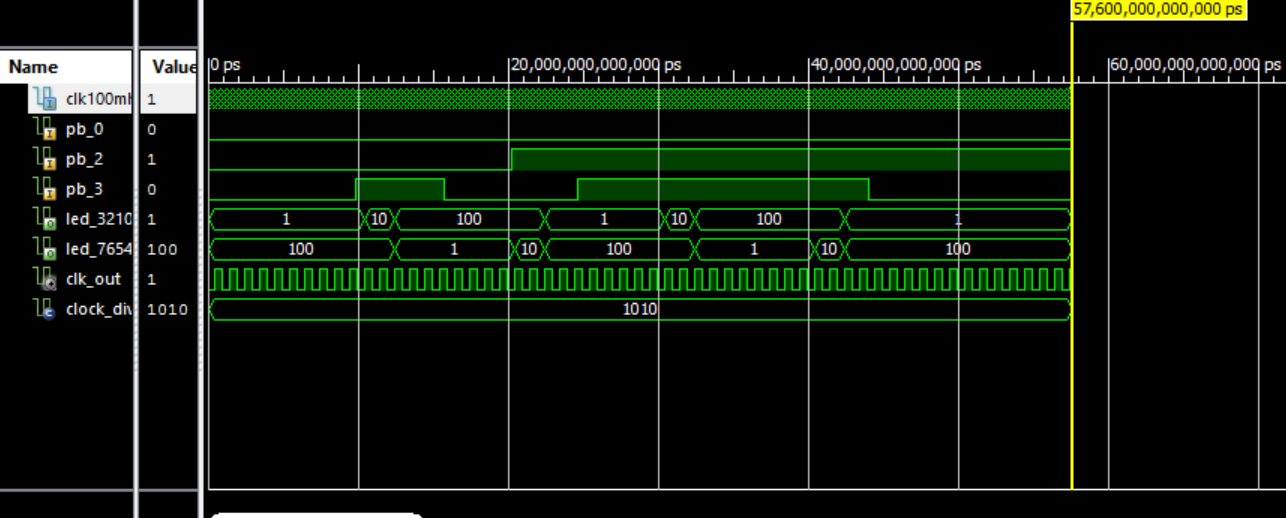 57,600,000,000,000 ps
Name Value 0 ps 20,000,000,000,000 ps 40,000,000,000,000 ps 60,000,000,000,000 ps
clk100mH 1
pb_0 0
pb_2 1
pb_3 0
led_3210 1 1 10 100 1 10 100 1
led_7654 100 100 1 10 100 1 10 100
clk_out 1
clock_div 1010 1010